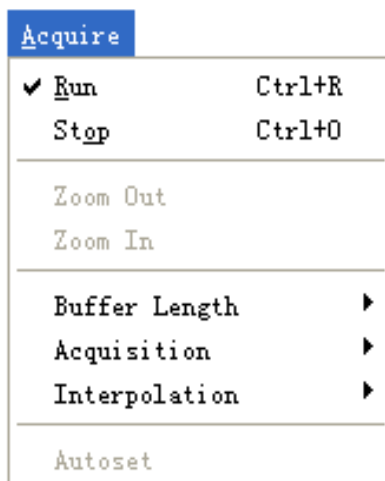 Acquire
Run Ctrl+R
Stop Ctrl+O
Zoom Out
Zoom In
Buffer Length
Acquisition
Interpolation
Autoset